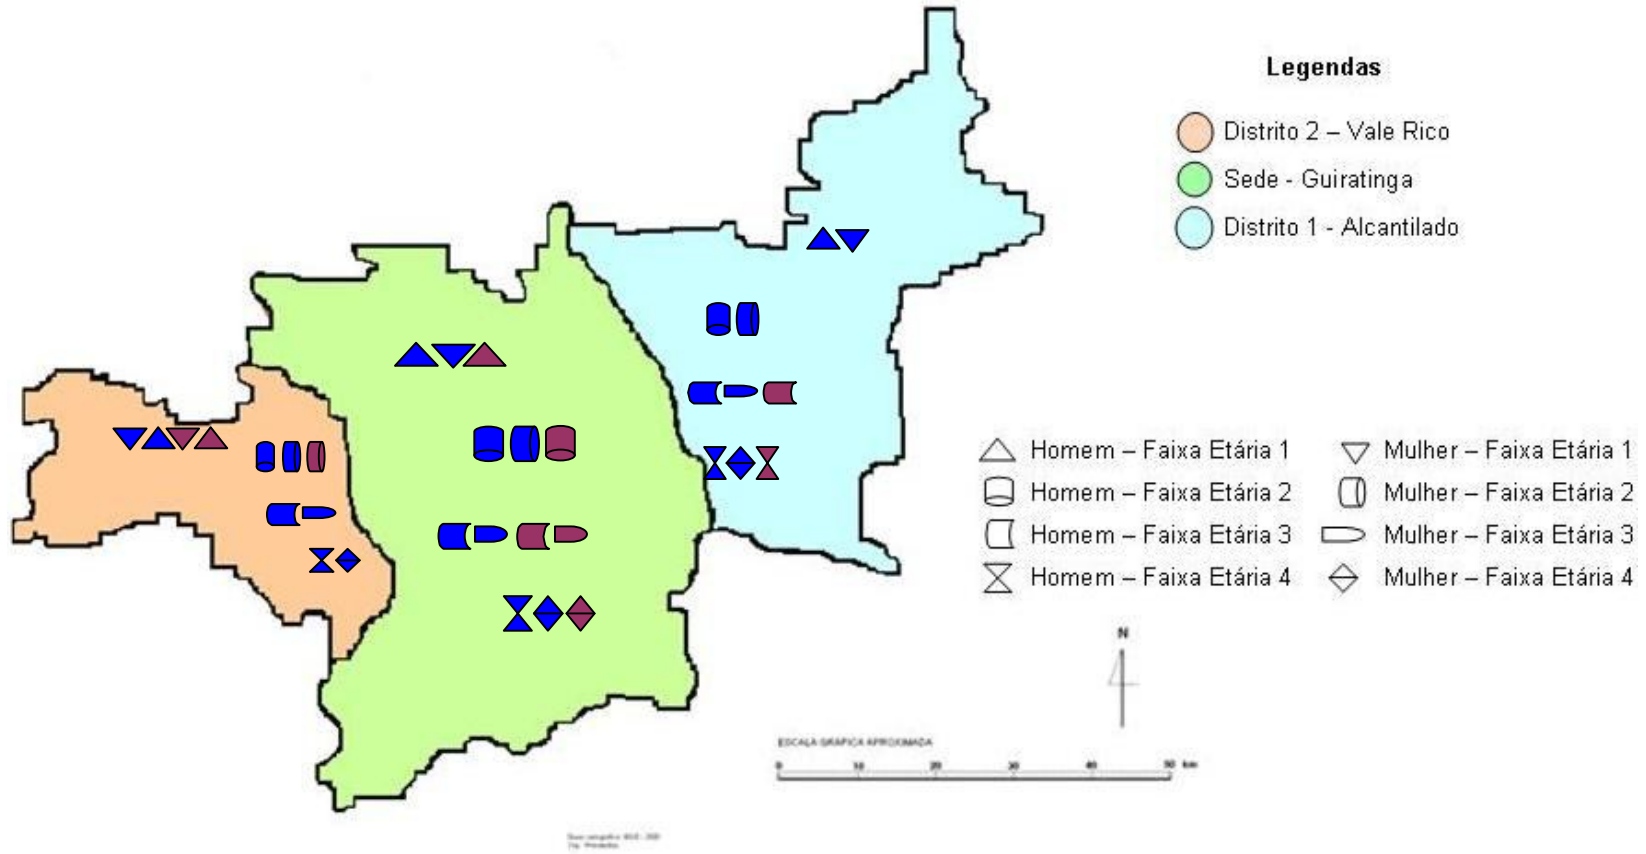 Legendas
Distrito 2 – Vale Rico
Sede - Guiratinga
Distrito 1 - Alcantilado
Homem – Faixa Etária 1
Mulher – Faixa Etária 1
Homem – Faixa Etária 2
Mulher – Faixa Etária 2
Homem – Faixa Etária 3
Mulher – Faixa Etária 3
Homem – Faixa Etária 4
Mulher – Faixa Etária 4
N
ESCALA GRÁFICA APROXIMADA
0 10 20 30 40 50 km